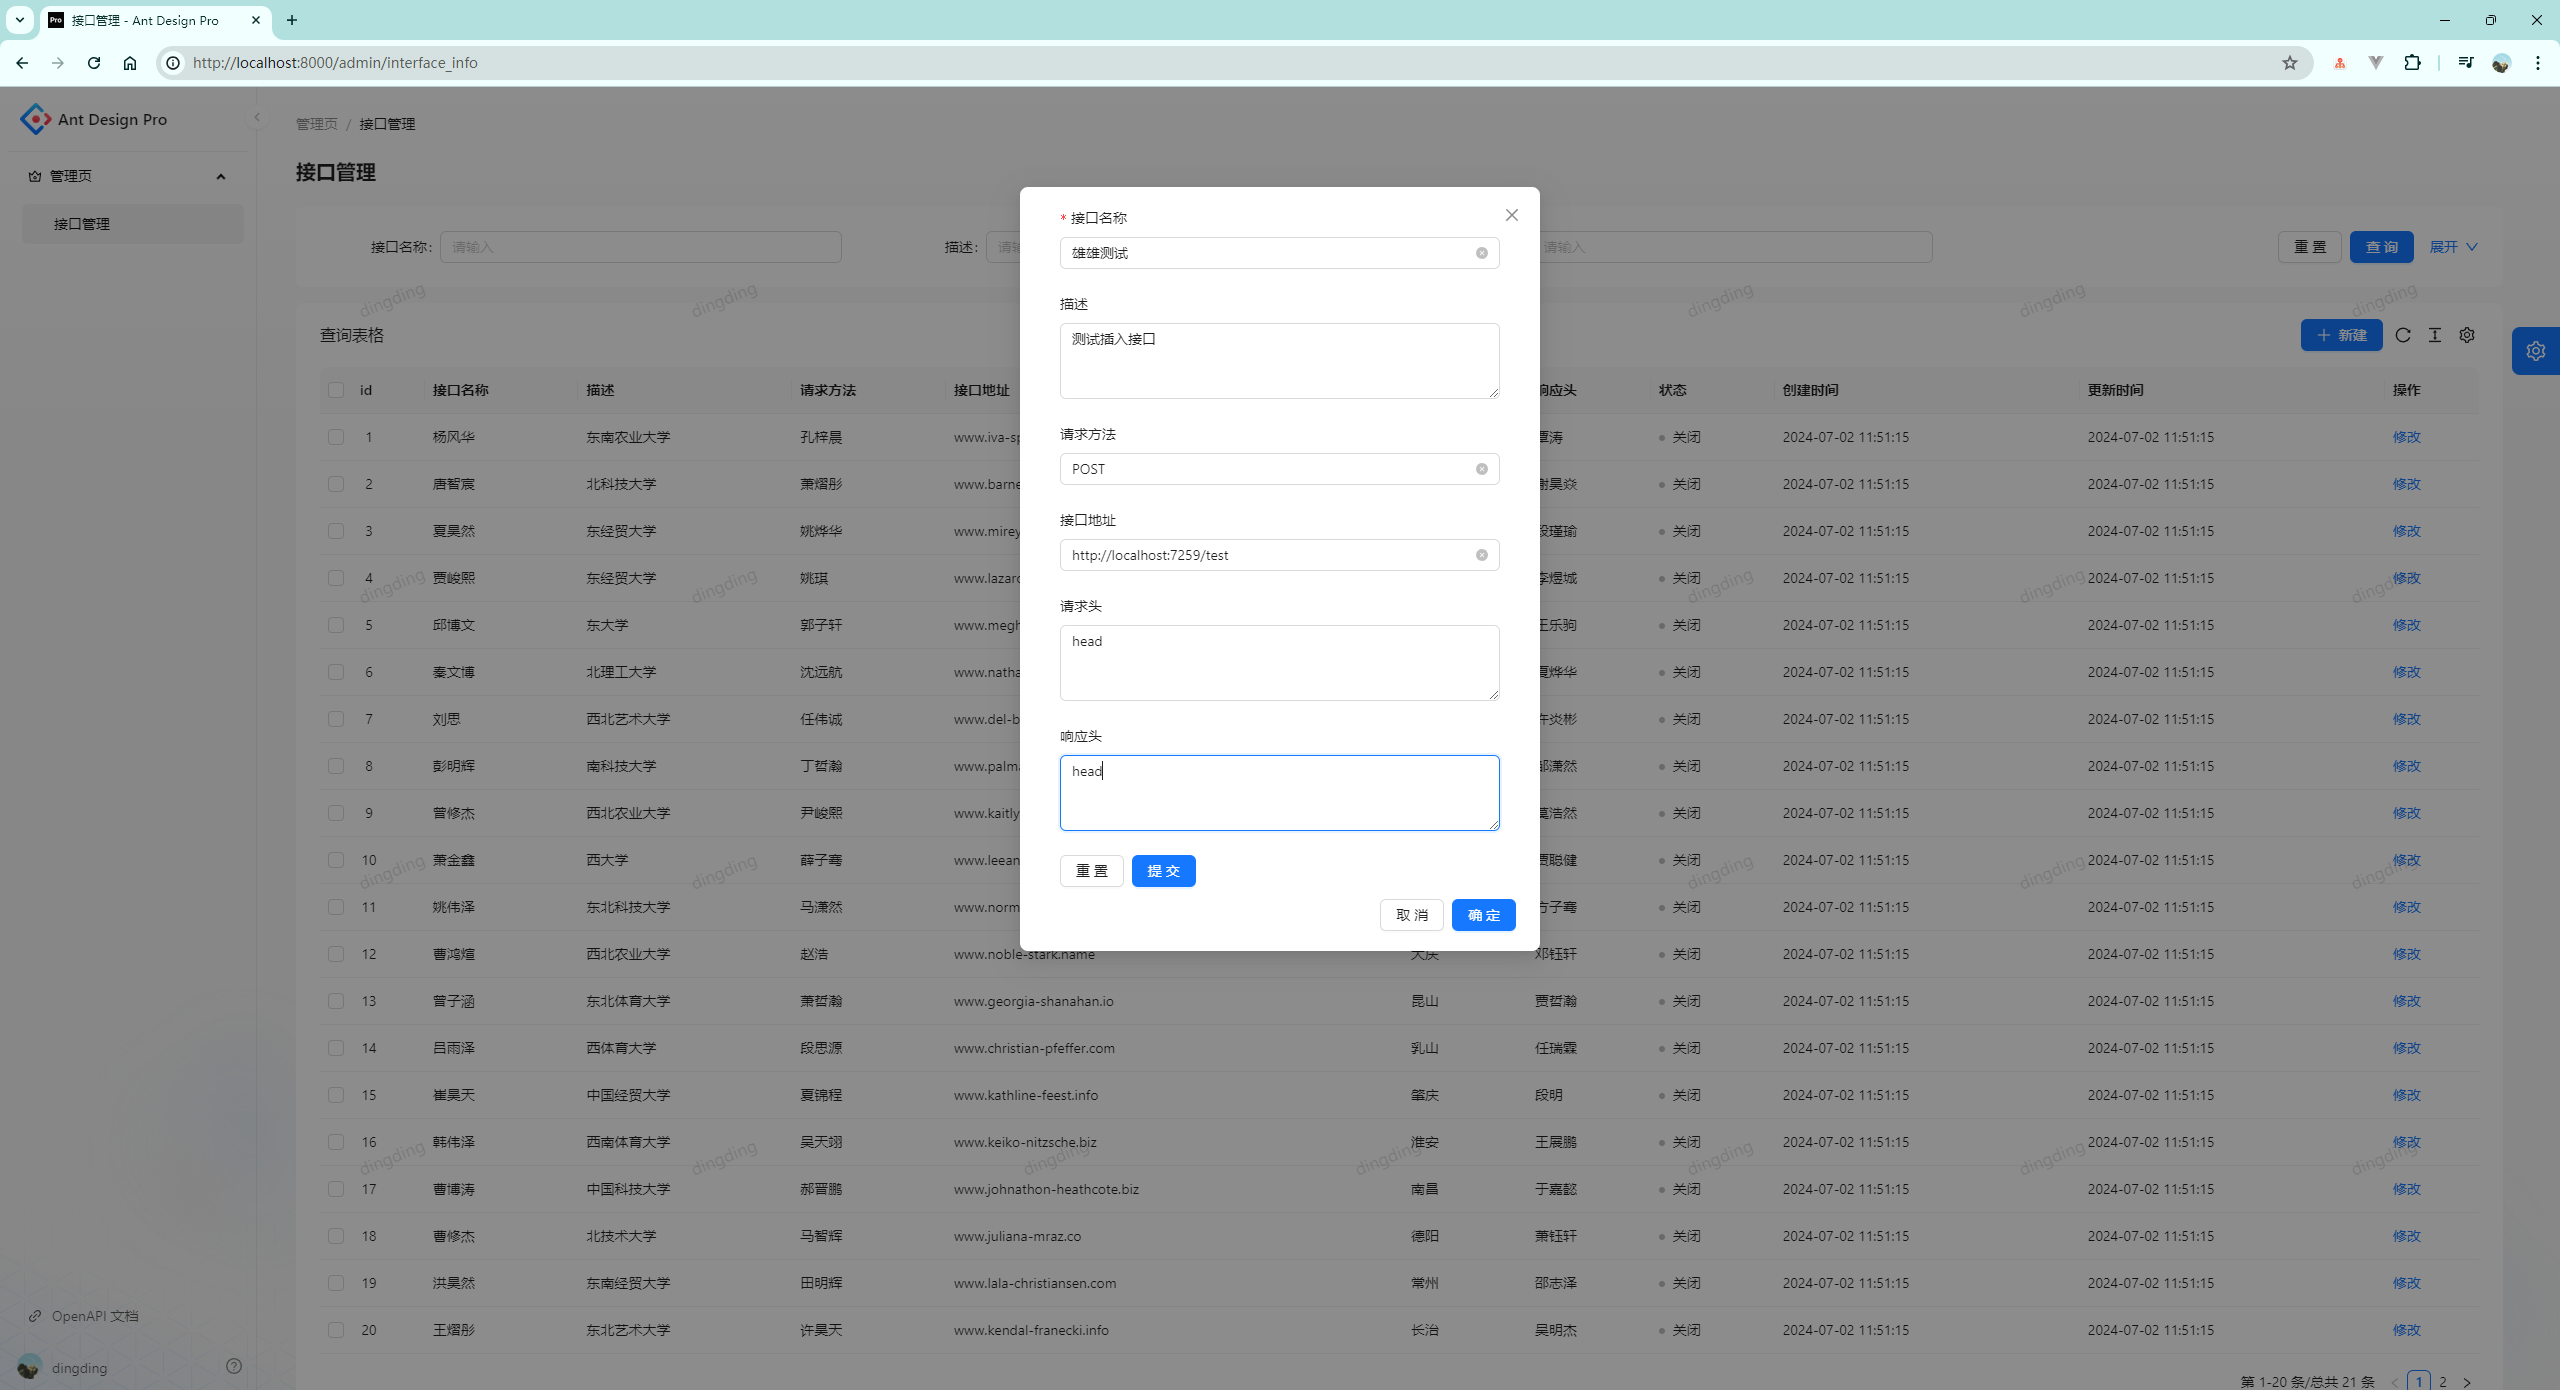 接口管理 - Ant Design Pro
http://localhost:8000/admin/interface_info
Ant Design Pro
管理页
接口管理
OpenAPI 文档
dingding
管理页 / 接口管理
接口管理
接口名称: 请输入 描述: 请输入 重 置 查 询 展开
查询表格 新建
id 接口名称 描述 请求方法 接口地址 响应头 状态 创建时间 更新时间 操作
1 杨风华 东南农业大学 孔梓晨 www.iva-sp 覃涛 关闭 2024-07-02 11:51:15 2024-07-02 11:51:15 修改
2 唐智宸 北科技大学 萧熠彤 www.barne 谢昊焱 关闭 2024-07-02 11:51:15 2024-07-02 11:51:15 修改
3 夏昊然 东经贸大学 姚烨华 www.mirey 段瑾瑜 关闭 2024-07-02 11:51:15 2024-07-02 11:51:15 修改
4 贾峻熙 东经贸大学 姚琪 www.lazaro 李煜城 关闭 2024-07-02 11:51:15 2024-07-02 11:51:15 修改
5 邱博文 东大学 郭子轩 www.megh 王乐驹 关闭 2024-07-02 11:51:15 2024-07-02 11:51:15 修改
6 秦文博 北理工大学 沈远航 www.natha 夏烨华 关闭 2024-07-02 11:51:15 2024-07-02 11:51:15 修改
7 刘思 西北艺术大学 任伟诚 www.del-b 许炎彬 关闭 2024-07-02 11:51:15 2024-07-02 11:51:15 修改
8 彭明辉 南科技大学 丁哲瀚 www.palma 邹潇然 关闭 2024-07-02 11:51:15 2024-07-02 11:51:15 修改
9 曾修杰 西北农业大学 尹峻熙 www.kaitly 莫浩然 关闭 2024-07-02 11:51:15 2024-07-02 11:51:15 修改
10 萧金鑫 西大学 薛子骞 www.leean 贾聪健 关闭 2024-07-02 11:51:15 2024-07-02 11:51:15 修改
11 姚伟泽 东北科技大学 马潇然 www.norm 方子骞 关闭 2024-07-02 11:51:15 2024-07-02 11:51:15 修改
12 曹鸿煊 西北农业大学 赵浩 www.noble-stark.name 大庆 邓钰轩 关闭 2024-07-02 11:51:15 2024-07-02 11:51:15 修改
13 曾子涵 东北体育大学 萧哲瀚 www.georgia-shanahan.io 昆山 贾哲瀚 关闭 2024-07-02 11:51:15 2024-07-02 11:51:15 修改
14 吕雨泽 西体育大学 段思源 www.christian-pfeffer.com 乳山 任瑞霖 关闭 2024-07-02 11:51:15 2024-07-02 11:51:15 修改
15 崔昊天 中国经贸大学 夏锦程 www.kathline-feest.info 肇庆 段明 关闭 2024-07-02 11:51:15 2024-07-02 11:51:15 修改
16 韩伟泽 西南体育大学 吴天翊 www.keiko-nitzsche.biz 淮安 王展鹏 关闭 2024-07-02 11:51:15 2024-07-02 11:51:15 修改
17 曹博涛 中国科技大学 郝晋鹏 www.johnathon-heathcote.biz 南昌 于嘉懿 关闭 2024-07-02 11:51:15 2024-07-02 11:51:15 修改
18 曹修杰 北技术大学 马智辉 www.juliana-mraz.co 德阳 萧钰轩 关闭 2024-07-02 11:51:15 2024-07-02 11:51:15 修改
19 洪昊然 东南经贸大学 田明辉 www.lala-christiansen.com 常州 邵志泽 关闭 2024-07-02 11:51:15 2024-07-02 11:51:15 修改
20 王熠彤 东北艺术大学 许昊天 www.kendal-franecki.info 长治 吴明杰 关闭 2024-07-02 11:51:15 2024-07-02 11:51:15 修改
第 1-20 条/总共 21 条 1 2
* 接口名称
雄雄测试
描述
测试插入接口
请求方法
POST
接口地址
http://localhost:7259/test
请求头
head
响应头
head
重 置 提 交
取 消 确 定